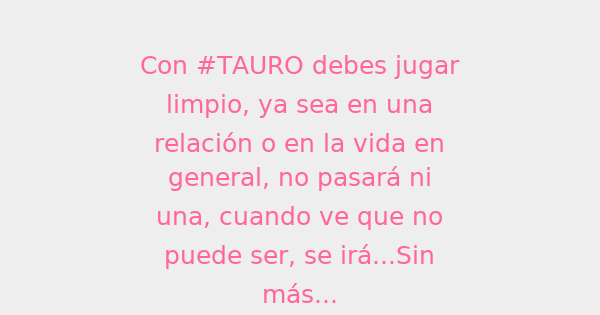 Con #TAURO debes jugar
limpio, ya sea en una
relación o en la vida en
general, no pasará ni
una, cuando ve que no
puede ser, se irá...Sin
más...